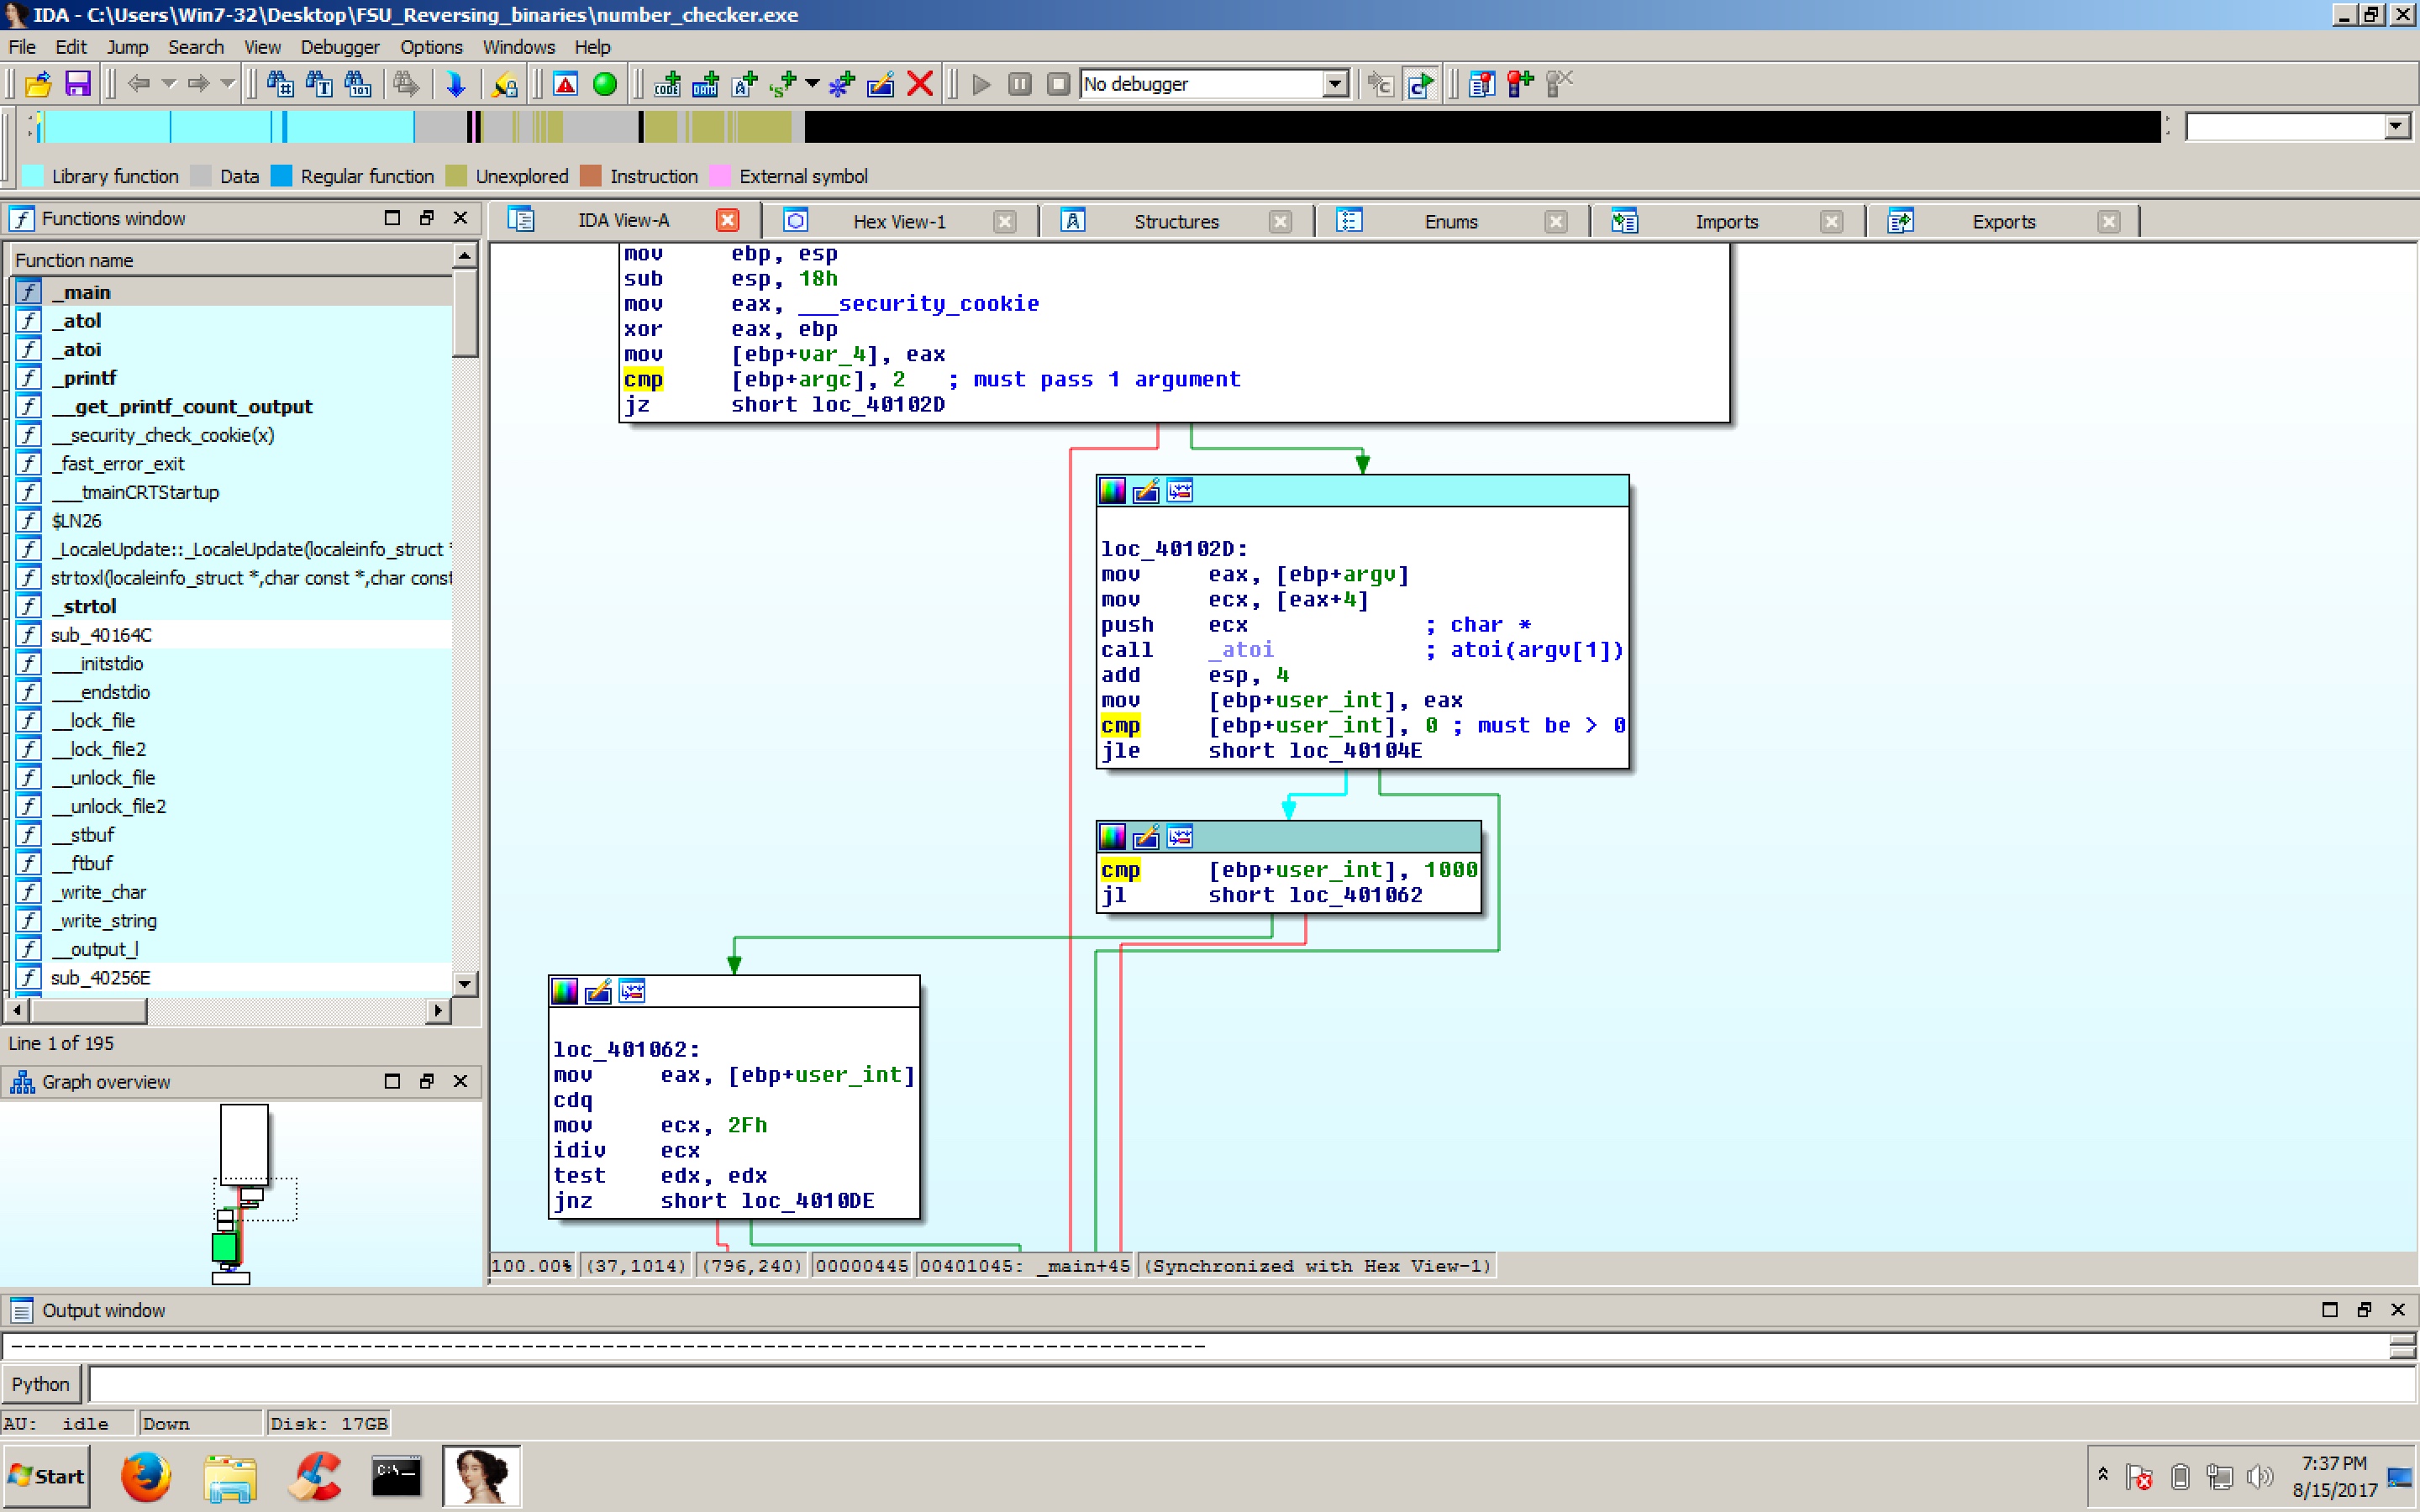 IDA - C:\Users\Win7-32\Desktop\FSU_Reversing_binaries\number_checker.exe
File Edit Jump Search View Debugger Options Windows Help
No debugger
Library function Data Regular function Unexplored Instruction External symbol
Functions window
IDA View-A Hex View-1 Structures Enums Imports Exports
Function name
_main
_atol
_atoi
_printf
__get_printf_count_output
__security_check_cookie(x)
_fast_error_exit
___tmainCRTStartup
$LN26
_LocaleUpdate::_LocaleUpdate(localeinfo_struct *
strtoxl(localeinfo_struct *,char const *,char const
_strtol
sub_40164C
___initstdio
___endstdio
__lock_file
__lock_file2
__unlock_file
__unlock_file2
__stbuf
__ftbuf
_write_char
_write_string
__output_l
sub_40256E
Line 1 of 195
Graph overview
mov ebp, esp
sub esp, 18h
mov eax, ___security_cookie
xor eax, ebp
mov [ebp+var_4], eax
cmp [ebp+argc], 2 ; must pass 1 argument
jz short loc_40102D
loc_40102D:
mov eax, [ebp+argv]
mov ecx, [eax+4]
push ecx ; char *
call _atoi ; atoi(argv[1])
add esp, 4
mov [ebp+user_int], eax
cmp [ebp+user_int], 0 ; must be > 0
jle short loc_40104E
cmp [ebp+user_int], 1000
jl short loc_401062
loc_401062:
mov eax, [ebp+user_int]
cdq
mov ecx, 2Fh
idiv ecx
test edx, edx
jnz short loc_4010DE
100.00% (37,1014) (796,240) 00000445 00401045: _main+45 (Synchronized with Hex View-1)
Output window
Python
AU: idle Down Disk: 17GB
Start
C:\_
7:37 PM
8/15/2017